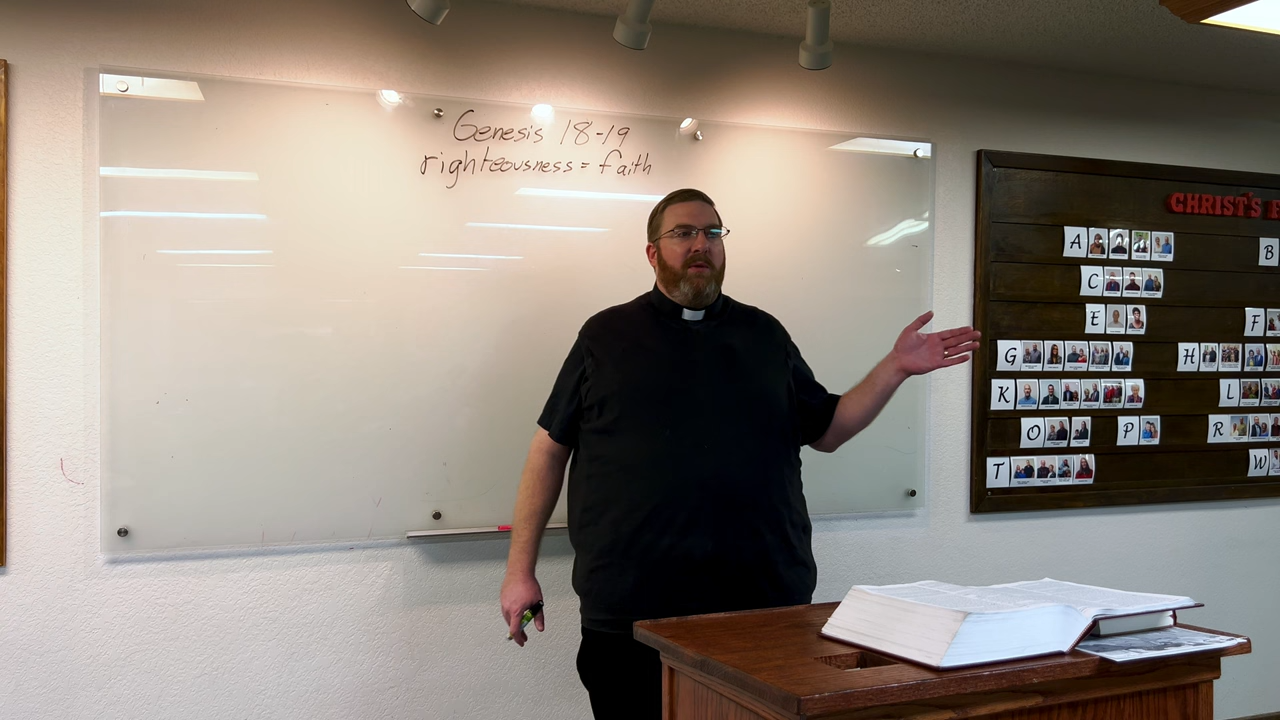 Genesis 18-19
righteousness = faith
CHRIST'S
A
B
C
E
F
G
H
K
L
O
P
R
T
W